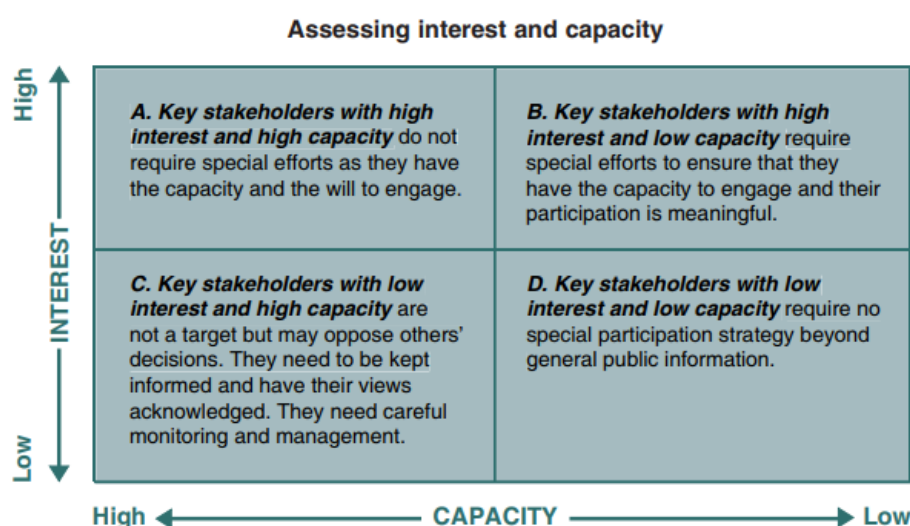 Assessing interest and capacity
High
INTEREST
Low
A. Key stakeholders with high
interest and high capacity do not
require special efforts as they have
the capacity and the will to engage.
B. Key stakeholders with high
interest and low capacity require
special efforts to ensure that they
have the capacity to engage and their
participation is meaningful.
C. Key stakeholders with low
interest and high capacity are
not a target but may oppose others’
decisions. They need to be kept
informed and have their views
acknowledged. They need careful
monitoring and management.
D. Key stakeholders with low
interest and low capacity require no
special participation strategy beyond
general public information.
High
CAPACITY
Low